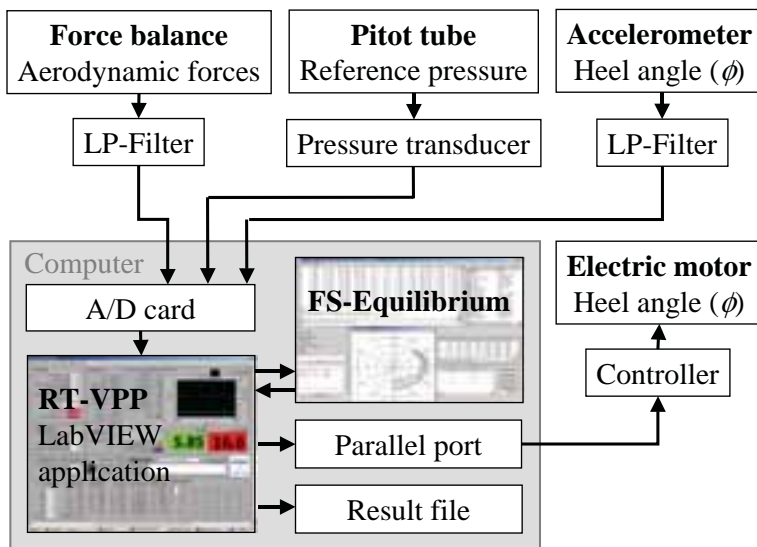 Force balance
Aerodynamic forces
Pitot tube
Reference pressure
Accelerometer
Heel angle (ϕ)
LP-Filter
Pressure transducer
LP-Filter
Computer
A/D card
FS-Equilibrium
Electric motor
Heel angle (ϕ)
Controller
RT-VPP
LabVIEW
application
Parallel port
Result file